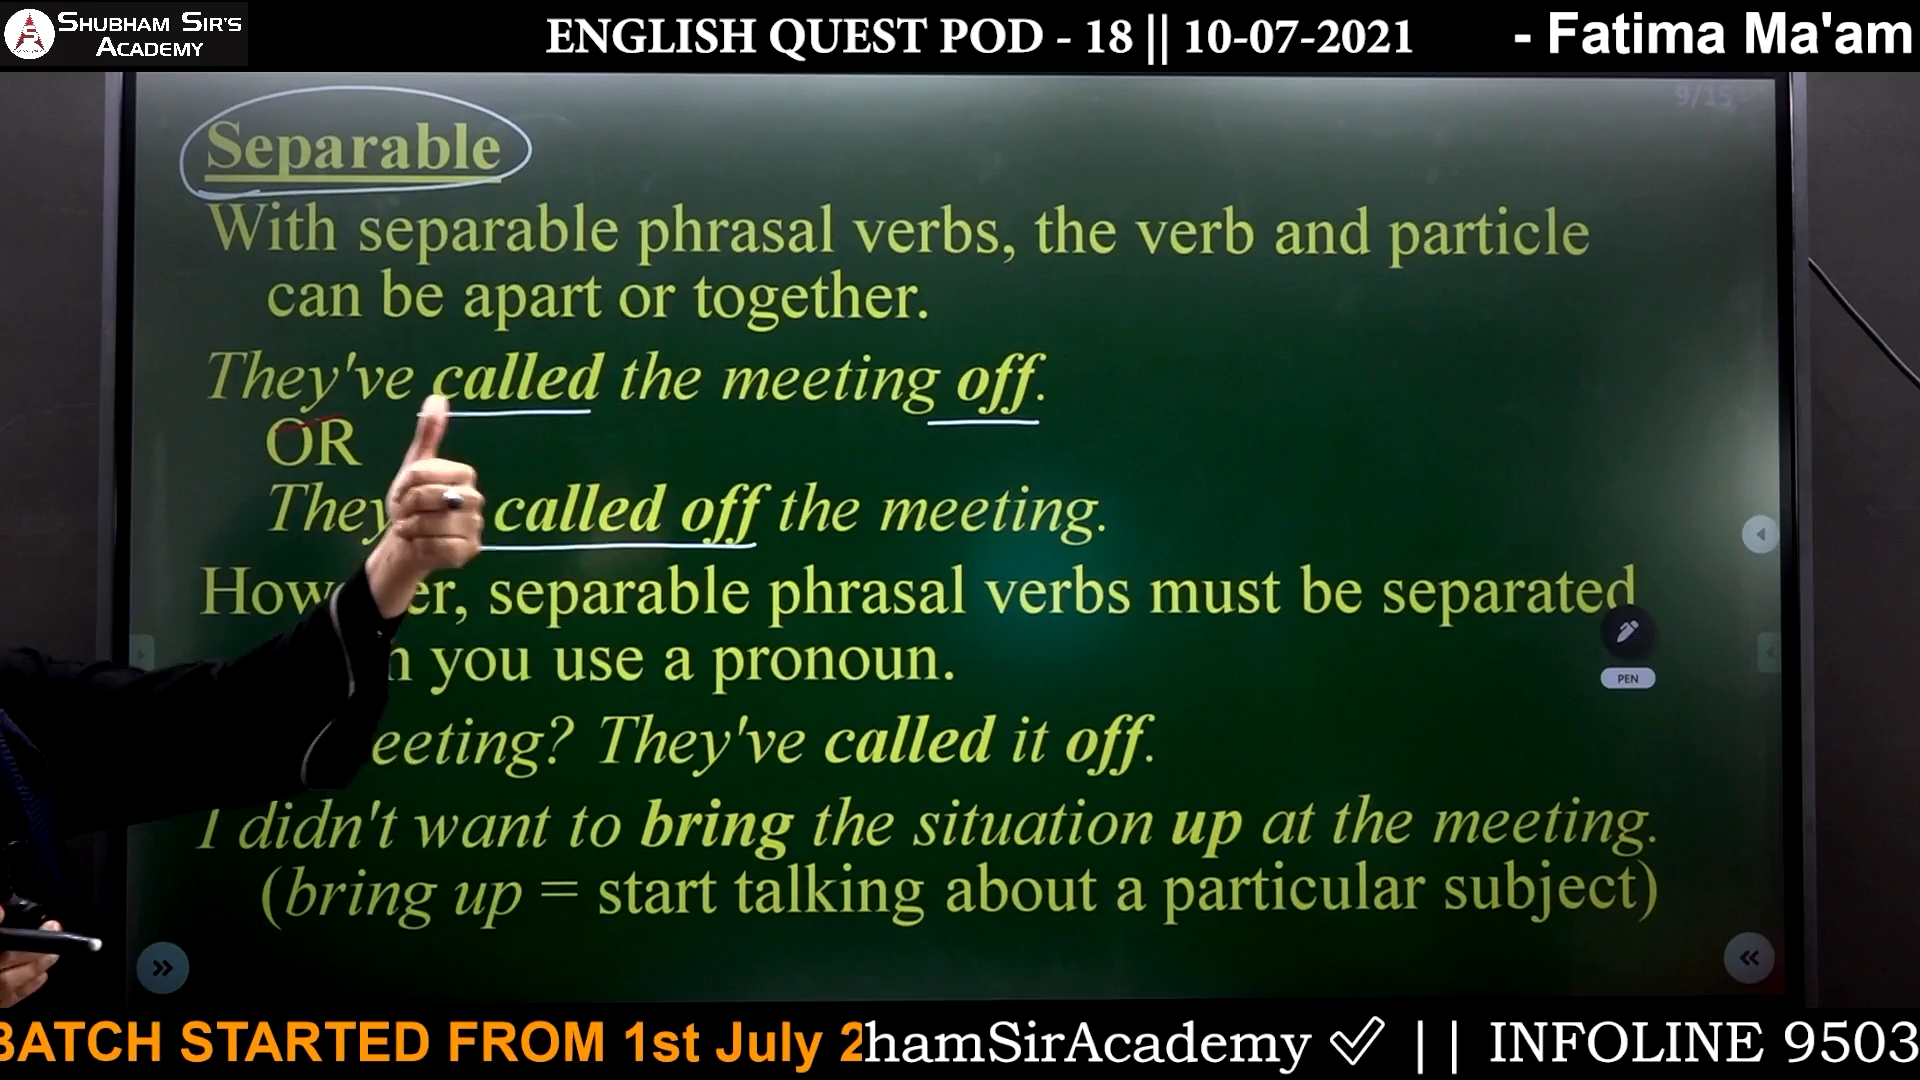 SHUBHAM SIR'S
ACADEMY
ENGLISH QUEST POD - 18 || 10-07-2021
- Fatima Ma'am
9/15
Separable
With separable phrasal verbs, the verb and particle
can be apart or together.
They've called the meeting off.
OR
They called off the meeting.
However, separable phrasal verbs must be separated
you use a pronoun.
eeting? They've called it off.
I didn't want to bring the situation up at the meeting.
(bring up = start talking about a particular subject)
PEN
BATCH STARTED FROM 1st July 2
hamSirAcademy ✓ || INFOLINE 9503